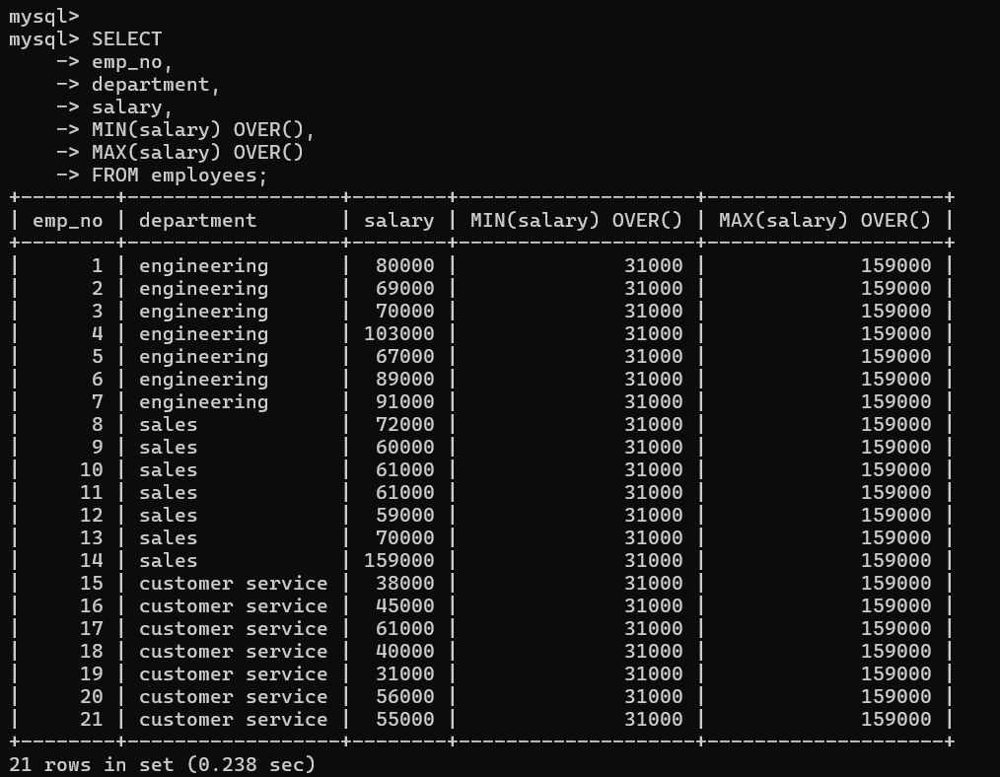 mysql>
mysql> SELECT
    -> emp_no,
    -> department,
    -> salary,
    -> MIN(salary) OVER(),
    -> MAX(salary) OVER()
    -> FROM employees;
+--------+------------------+--------+--------------------+--------------------+
| emp_no | department       | salary | MIN(salary) OVER() | MAX(salary) OVER() |
+--------+------------------+--------+--------------------+--------------------+
|      1 | engineering      |  80000 |              31000 |             159000 |
|      2 | engineering      |  69000 |              31000 |             159000 |
|      3 | engineering      |  70000 |              31000 |             159000 |
|      4 | engineering      | 103000 |              31000 |             159000 |
|      5 | engineering      |  67000 |              31000 |             159000 |
|      6 | engineering      |  89000 |              31000 |             159000 |
|      7 | engineering      |  91000 |              31000 |             159000 |
|      8 | sales            |  72000 |              31000 |             159000 |
|      9 | sales            |  60000 |              31000 |             159000 |
|     10 | sales            |  61000 |              31000 |             159000 |
|     11 | sales            |  61000 |              31000 |             159000 |
|     12 | sales            |  59000 |              31000 |             159000 |
|     13 | sales            |  70000 |              31000 |             159000 |
|     14 | sales            | 159000 |              31000 |             159000 |
|     15 | customer service |  38000 |              31000 |             159000 |
|     16 | customer service |  45000 |              31000 |             159000 |
|     17 | customer service |  61000 |              31000 |             159000 |
|     18 | customer service |  40000 |              31000 |             159000 |
|     19 | customer service |  31000 |              31000 |             159000 |
|     20 | customer service |  56000 |              31000 |             159000 |
|     21 | customer service |  55000 |              31000 |             159000 |
+--------+------------------+--------+--------------------+--------------------+
21 rows in set (0.238 sec)